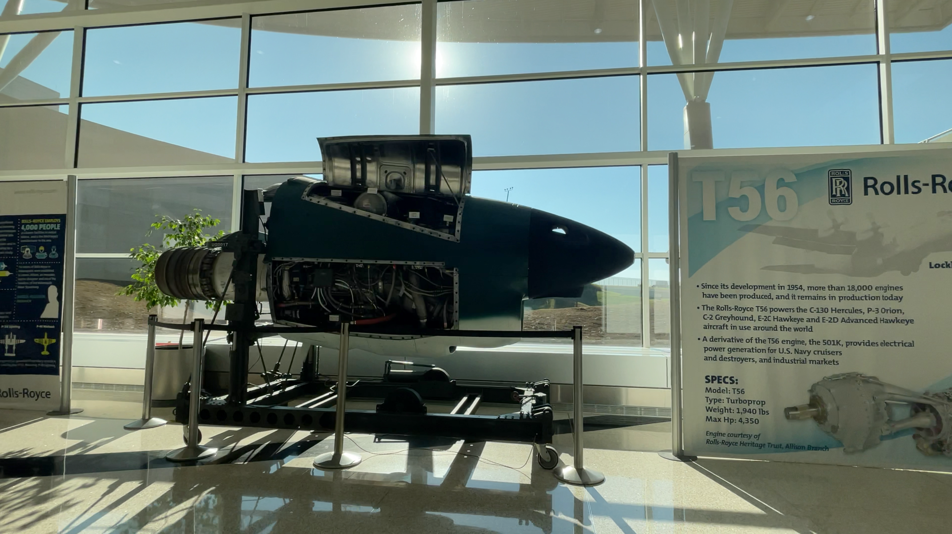 4,000 PEOPLE
Rolls-Royce
T56
ROLLS
RR
ROYCE
Rolls-Ro
Lockh
• Since its development in 1954, more than 18,000 engines
have been produced, and it remains in production today
• The Rolls-Royce T56 powers the C-130 Hercules, P-3 Orion,
C-2 Greyhound, E-2C Hawkeye and E-2D Advanced Hawkeye
aircraft in use around the world
• A derivative of the T56 engine, the 501K, provides electrical
power generation for U.S. Navy cruisers
and destroyers, and industrial markets
SPECS:
Model: T56
Type: Turboprop
Weight: 1,940 lbs
Max Hp: 4,350
Engine courtesy of
Rolls-Royce Heritage Trust, Allison Branch